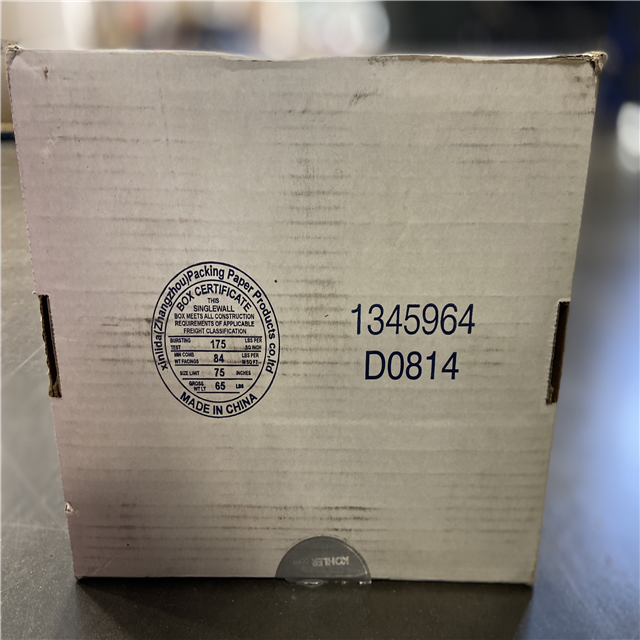 xinlida(Zhangzhou)Packing Paper Products co.ltd
BOX CERTIFICATE
THIS
SINGLEWALL
BOX MEETS ALL CONSTRUCTION
REQUIREMENTS OF APPLICABLE
FREIGHT CLASSIFICATION
BURSTING TEST 175 LBS PER SQ INCH
MIN COMB WT FACINGS 84 LBS PER M SQ FT
SIZE LIMIT 75 INCHES
GROSS WT LT 65 LBS
MADE IN CHINA
1345964
D0814
KOHLER